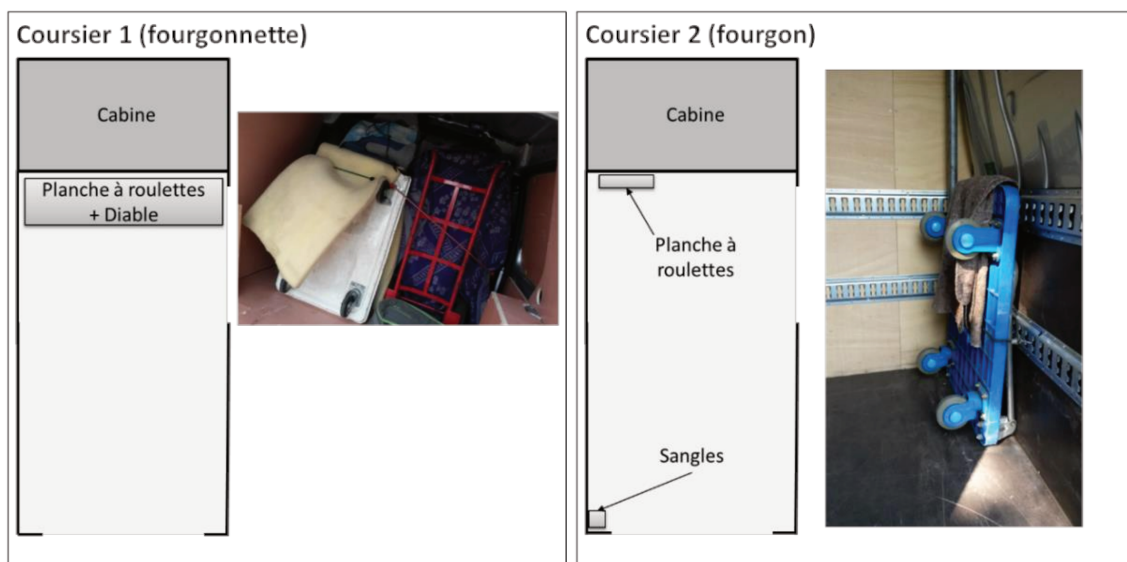 Coursier 1 (fourgonnette)
Cabine
Planche à roulettes
+ Diable
Coursier 2 (fourgon)
Cabine
Planche à
roulettes
Sangles